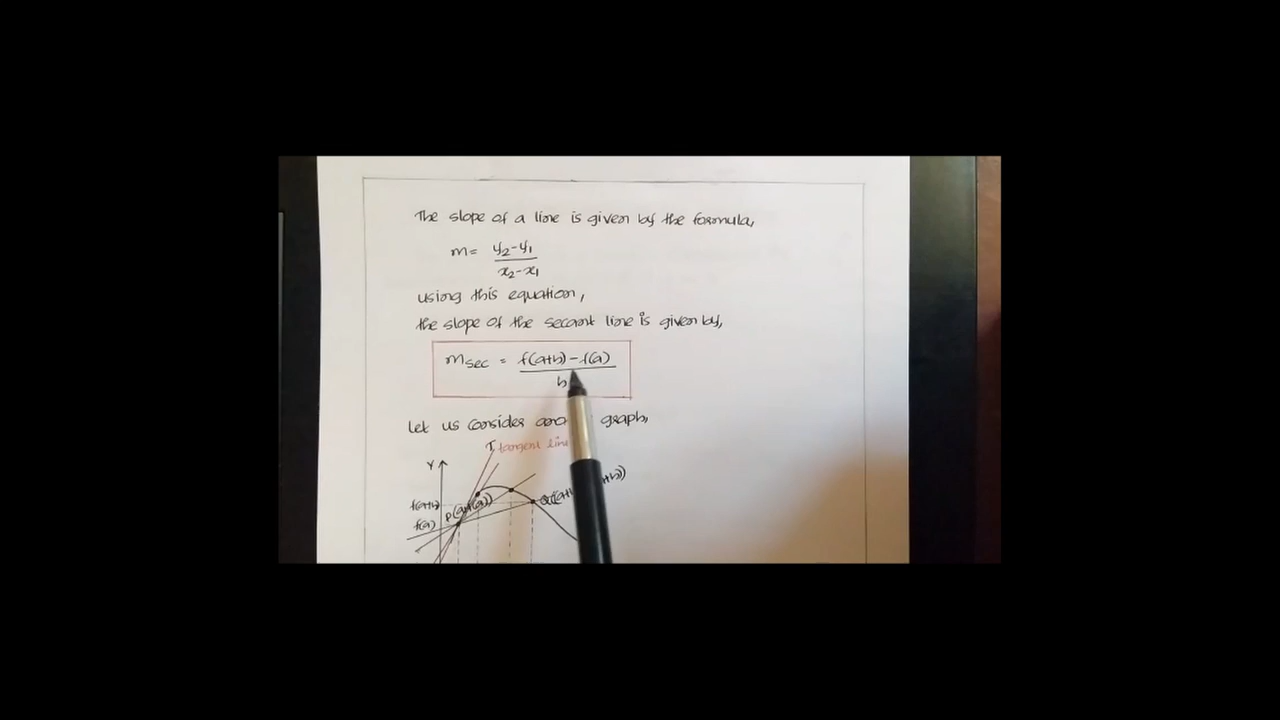 The slope of a line is given by the formula,
m = y2-y1 / x2-x1
using this equation,
the slope of the secant line is given by,
msec = f(a+h) - f(a) / h
Let us consider graph,
T tangent line
Y
f(a+h)
P(a,f(a))
f(a)